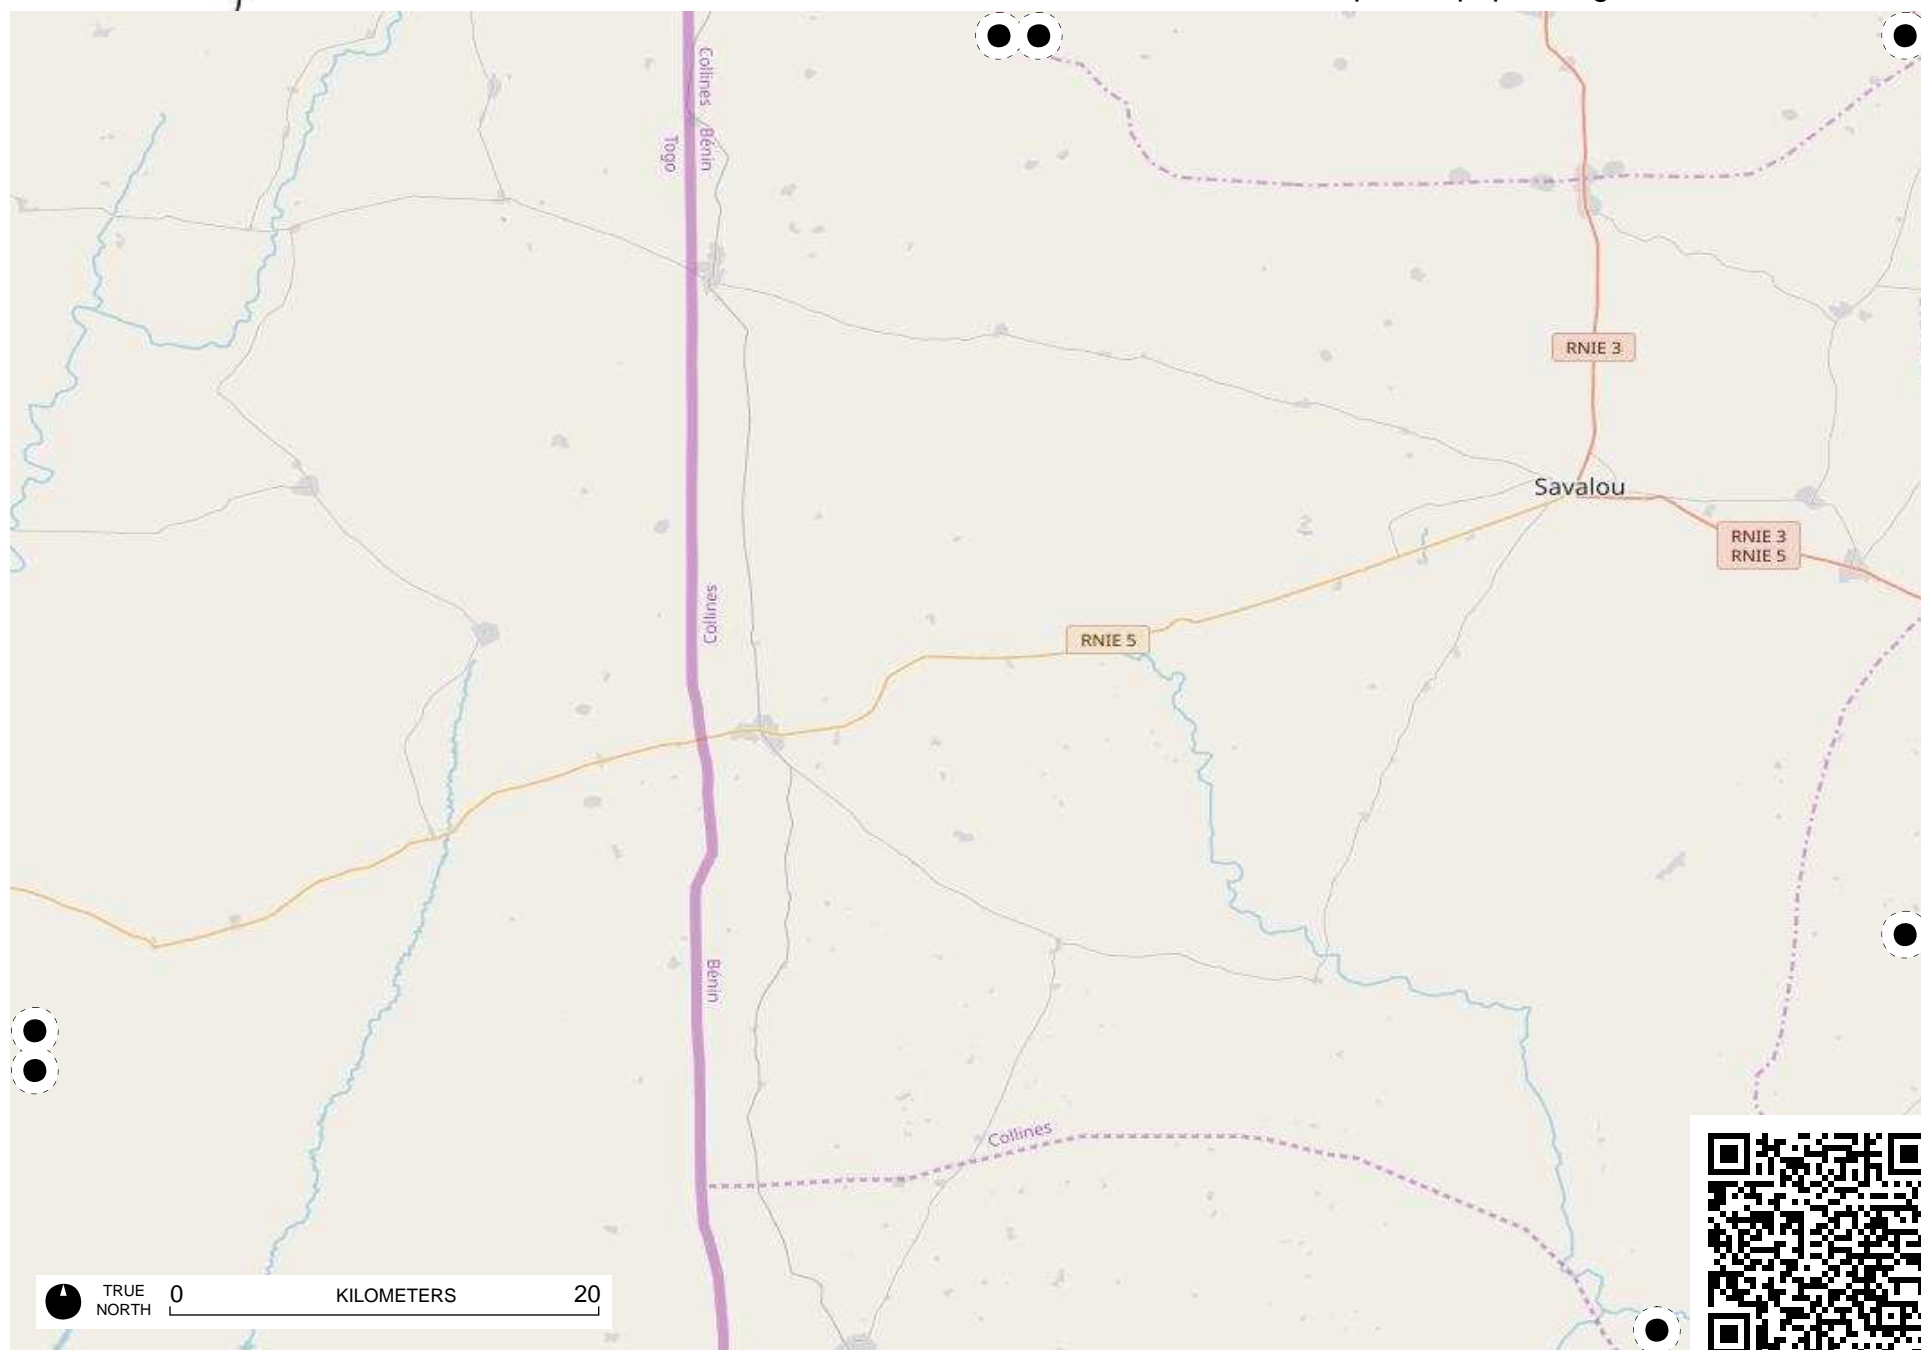 Collines
Bénin
Togo
RNIE 3
Savalou
RNIE 3
RNIE 5
Collines
RNIE 5
Bénin
Collines
TRUE
NORTH
0 KILOMETERS 20